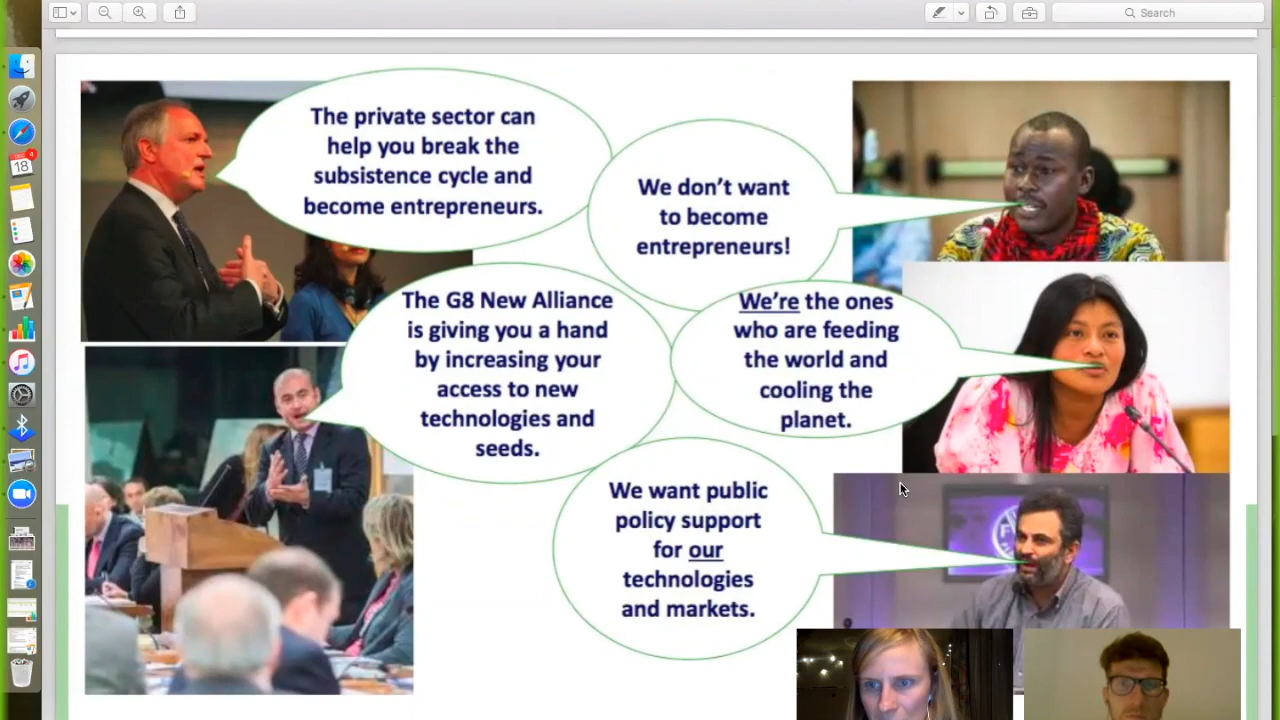 Search
4
18
The private sector can
help you break the
subsistence cycle and
become entrepreneurs.
We don't want
to become
entrepreneurs!
The G8 New Alliance
is giving you a hand
by increasing your
access to new
technologies and
seeds.
We're the ones
who are feeding
the world and
cooling the
planet.
We want public
policy support
for our
technologies
and markets.